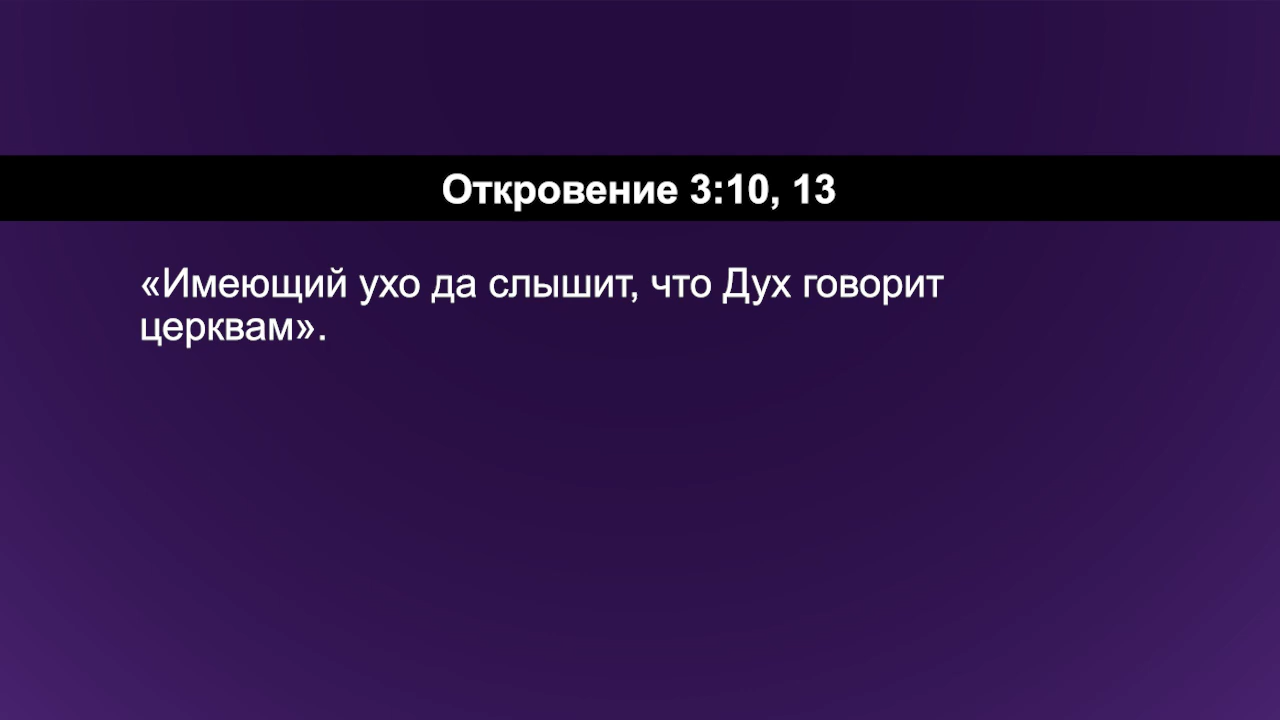 Откровение 3:10, 13
«Имеющий ухо да слышит, что Дух говорит
церквам».